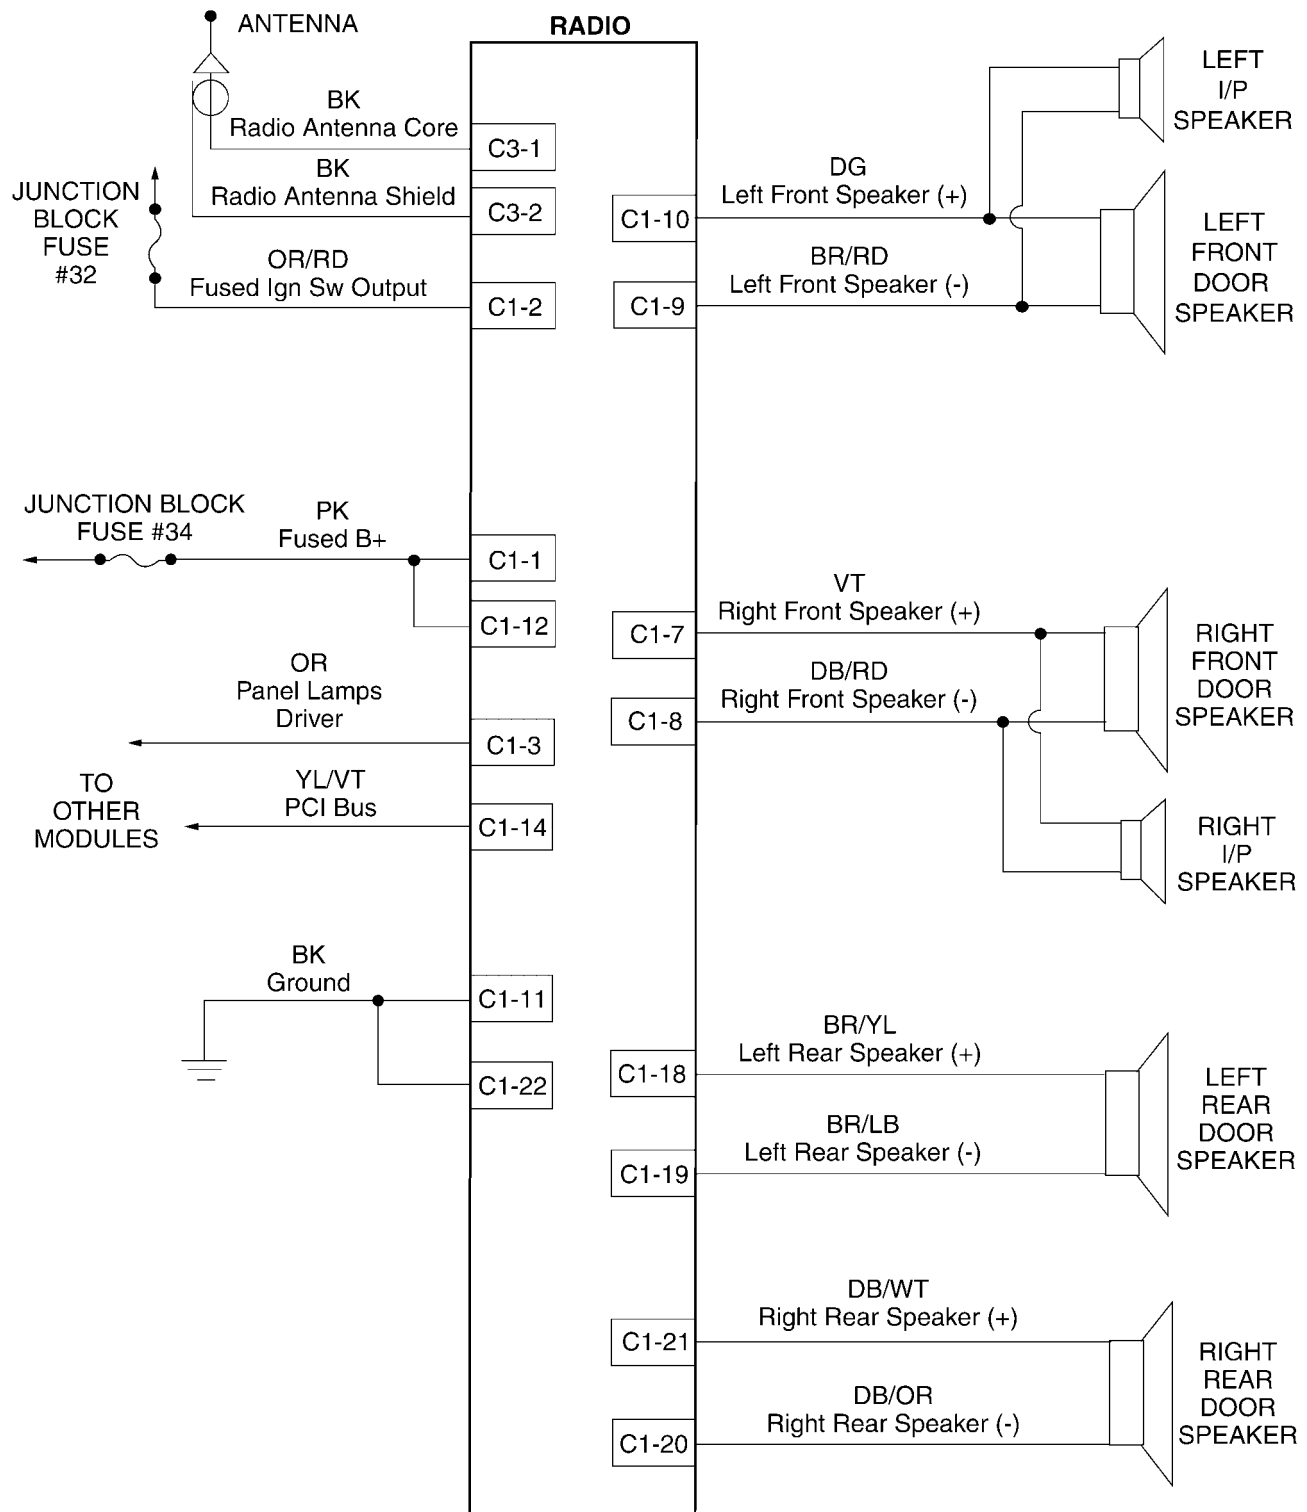 RADIO
ANTENNA
BK
Radio Antenna Core
C3-1
BK
Radio Antenna Shield
C3-2
JUNCTION
BLOCK
FUSE
#32
OR/RD
Fused Ign Sw Output
C1-2
JUNCTION BLOCK
FUSE #34
PK
Fused B+
C1-1
C1-12
OR
Panel Lamps
Driver
C1-3
TO
OTHER
MODULES
YL/VT
PCI Bus
C1-14
BK
Ground
C1-11
C1-22
LEFT
I/P
SPEAKER
C1-10
DG
Left Front Speaker (+)
C1-9
BR/RD
Left Front Speaker (-)
LEFT
FRONT
DOOR
SPEAKER
C1-7
VT
Right Front Speaker (+)
C1-8
DB/RD
Right Front Speaker (-)
RIGHT
FRONT
DOOR
SPEAKER
RIGHT
I/P
SPEAKER
C1-18
BR/YL
Left Rear Speaker (+)
C1-19
BR/LB
Left Rear Speaker (-)
LEFT
REAR
DOOR
SPEAKER
C1-21
DB/WT
Right Rear Speaker (+)
C1-20
DB/OR
Right Rear Speaker (-)
RIGHT
REAR
DOOR
SPEAKER